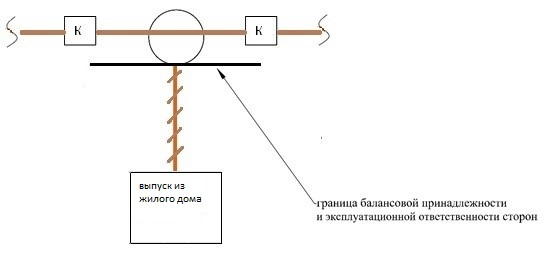 К
К
выпуск из
жилого дома
граница балансовой принадлежности
и эксплуатационной ответственности сторон